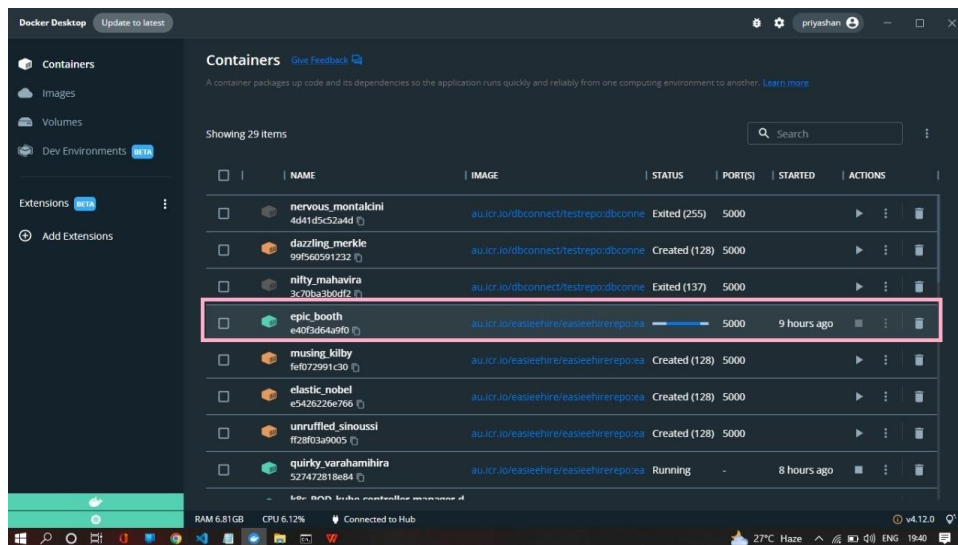 Docker Desktop Update to latest priyashan
Containers
Images
Volumes
Dev Environments BETA
Extensions BETA
Add Extensions
Containers Give Feedback
A container packages up code and its dependencies so the application runs quickly and reliably from one computing environment to another. Learn more
Showing 29 items
Search
NAME IMAGE STATUS PORT(S) STARTED ACTIONS
nervous_montalcini
4d41d5c52a4d
au.icr.io/dbconnect/testrepo:dbconne Exited (255) 5000
dazzling_merkle
99f560591232
au.icr.io/dbconnect/testrepo:dbconne Created (128) 5000
nifty_mahavira
3c70ba3b0df2
au.icr.io/dbconnect/testrepo:dbconne Exited (137) 5000
epic_booth
e40f3d64a9f0
au.icr.io/easieehire/easieehirerepo:ea 5000 9 hours ago
musing_kilby
fef072991c30
au.icr.io/easieehire/easieehirerepo:ea Created (128) 5000
elastic_nobel
e5426226e766
au.icr.io/easieehire/easieehirerepo:ea Created (128) 5000
unruffled_sinoussi
ff28f03a9005
au.icr.io/easieehire/easieehirerepo:ea Created (128) 5000
quirky_varahamihira
527472818e84
au.icr.io/easieehire/easieehirerepo:ea Running - 8 hours ago
k8s_POD_kube-controller-manager-d
RAM 6.81GB CPU 6.12% Connected to Hub v4.12.0
27°C Haze ENG 19:40